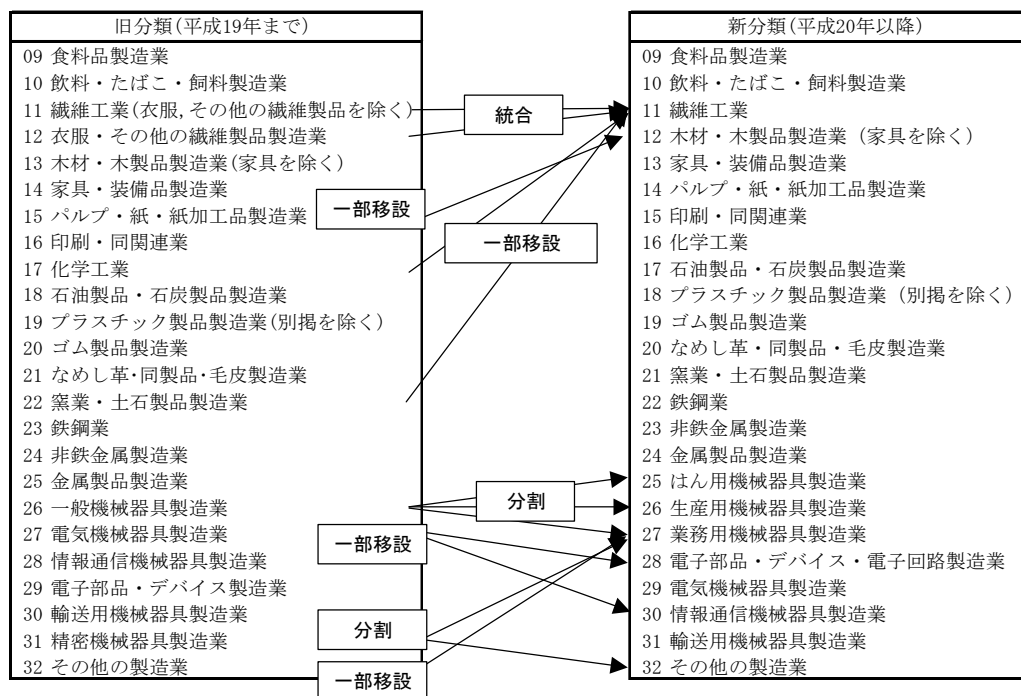 旧分類(平成19年まで)
09 食料品製造業
10 飲料・たばこ・飼料製造業
11 繊維工業(衣服,その他の繊維製品を除く)
12 衣服・その他の繊維製品製造業
13 木材・木製品製造業(家具を除く)
14 家具・装備品製造業
15 パルプ・紙・紙加工品製造業
16 印刷・同関連業
17 化学工業
18 石油製品・石炭製品製造業
19 プラスチック製品製造業(別掲を除く)
20 ゴム製品製造業
21 なめし革・同製品・毛皮製造業
22 窯業・土石製品製造業
23 鉄鋼業
24 非鉄金属製造業
25 金属製品製造業
26 一般機械器具製造業
27 電気機械器具製造業
28 情報通信機械器具製造業
29 電子部品・デバイス製造業
30 輸送用機械器具製造業
31 精密機械器具製造業
32 その他の製造業
統合
一部移設
一部移設
分割
一部移設
分割
一部移設
新分類(平成20年以降)
09 食料品製造業
10 飲料・たばこ・飼料製造業
11 繊維工業
12 木材・木製品製造業 (家具を除く)
13 家具・装備品製造業
14 パルプ・紙・紙加工品製造業
15 印刷・同関連業
16 化学工業
17 石油製品・石炭製品製造業
18 プラスチック製品製造業 (別掲を除く)
19 ゴム製品製造業
20 なめし革・同製品・毛皮製造業
21 窯業・土石製品製造業
22 鉄鋼業
23 非鉄金属製造業
24 金属製品製造業
25 はん用機械器具製造業
26 生産用機械器具製造業
27 業務用機械器具製造業
28 電子部品・デバイス・電子回路製造業
29 電気機械器具製造業
30 情報通信機械器具製造業
31 輸送用機械器具製造業
32 その他の製造業